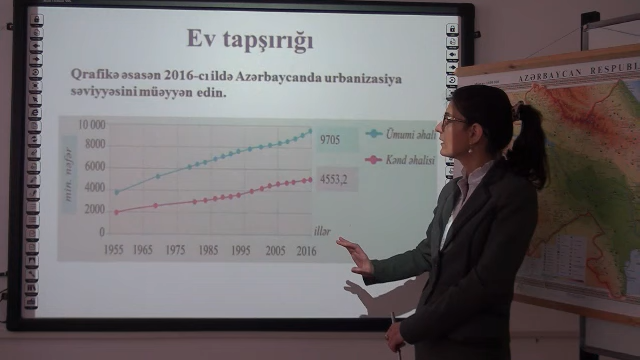 Ev tapşırığı
Qrafikə əsasən 2016-cı ildə Azərbaycanda urbanizasiya
səviyyəsini müəyyən edin.
min. nəfər
10 000
8000
6000
4000
2000
0
9705
Ümumi əhali
Kənd əhalisi
4553,2
illər
1955 1965 1975 1985 1995 2005 2016
AZƏRBAYCAN RESPUBL